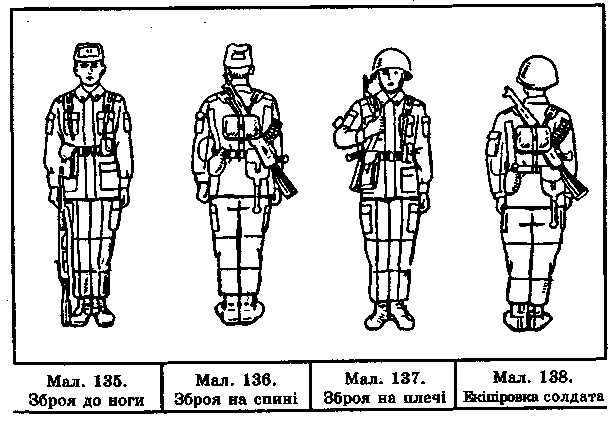 Мал. 135.
Зброя до ноги
Мал. 136.
Зброя на спині
Мал. 137.
Зброя на плечі
Мал. 138.
Екіпіровка солдата